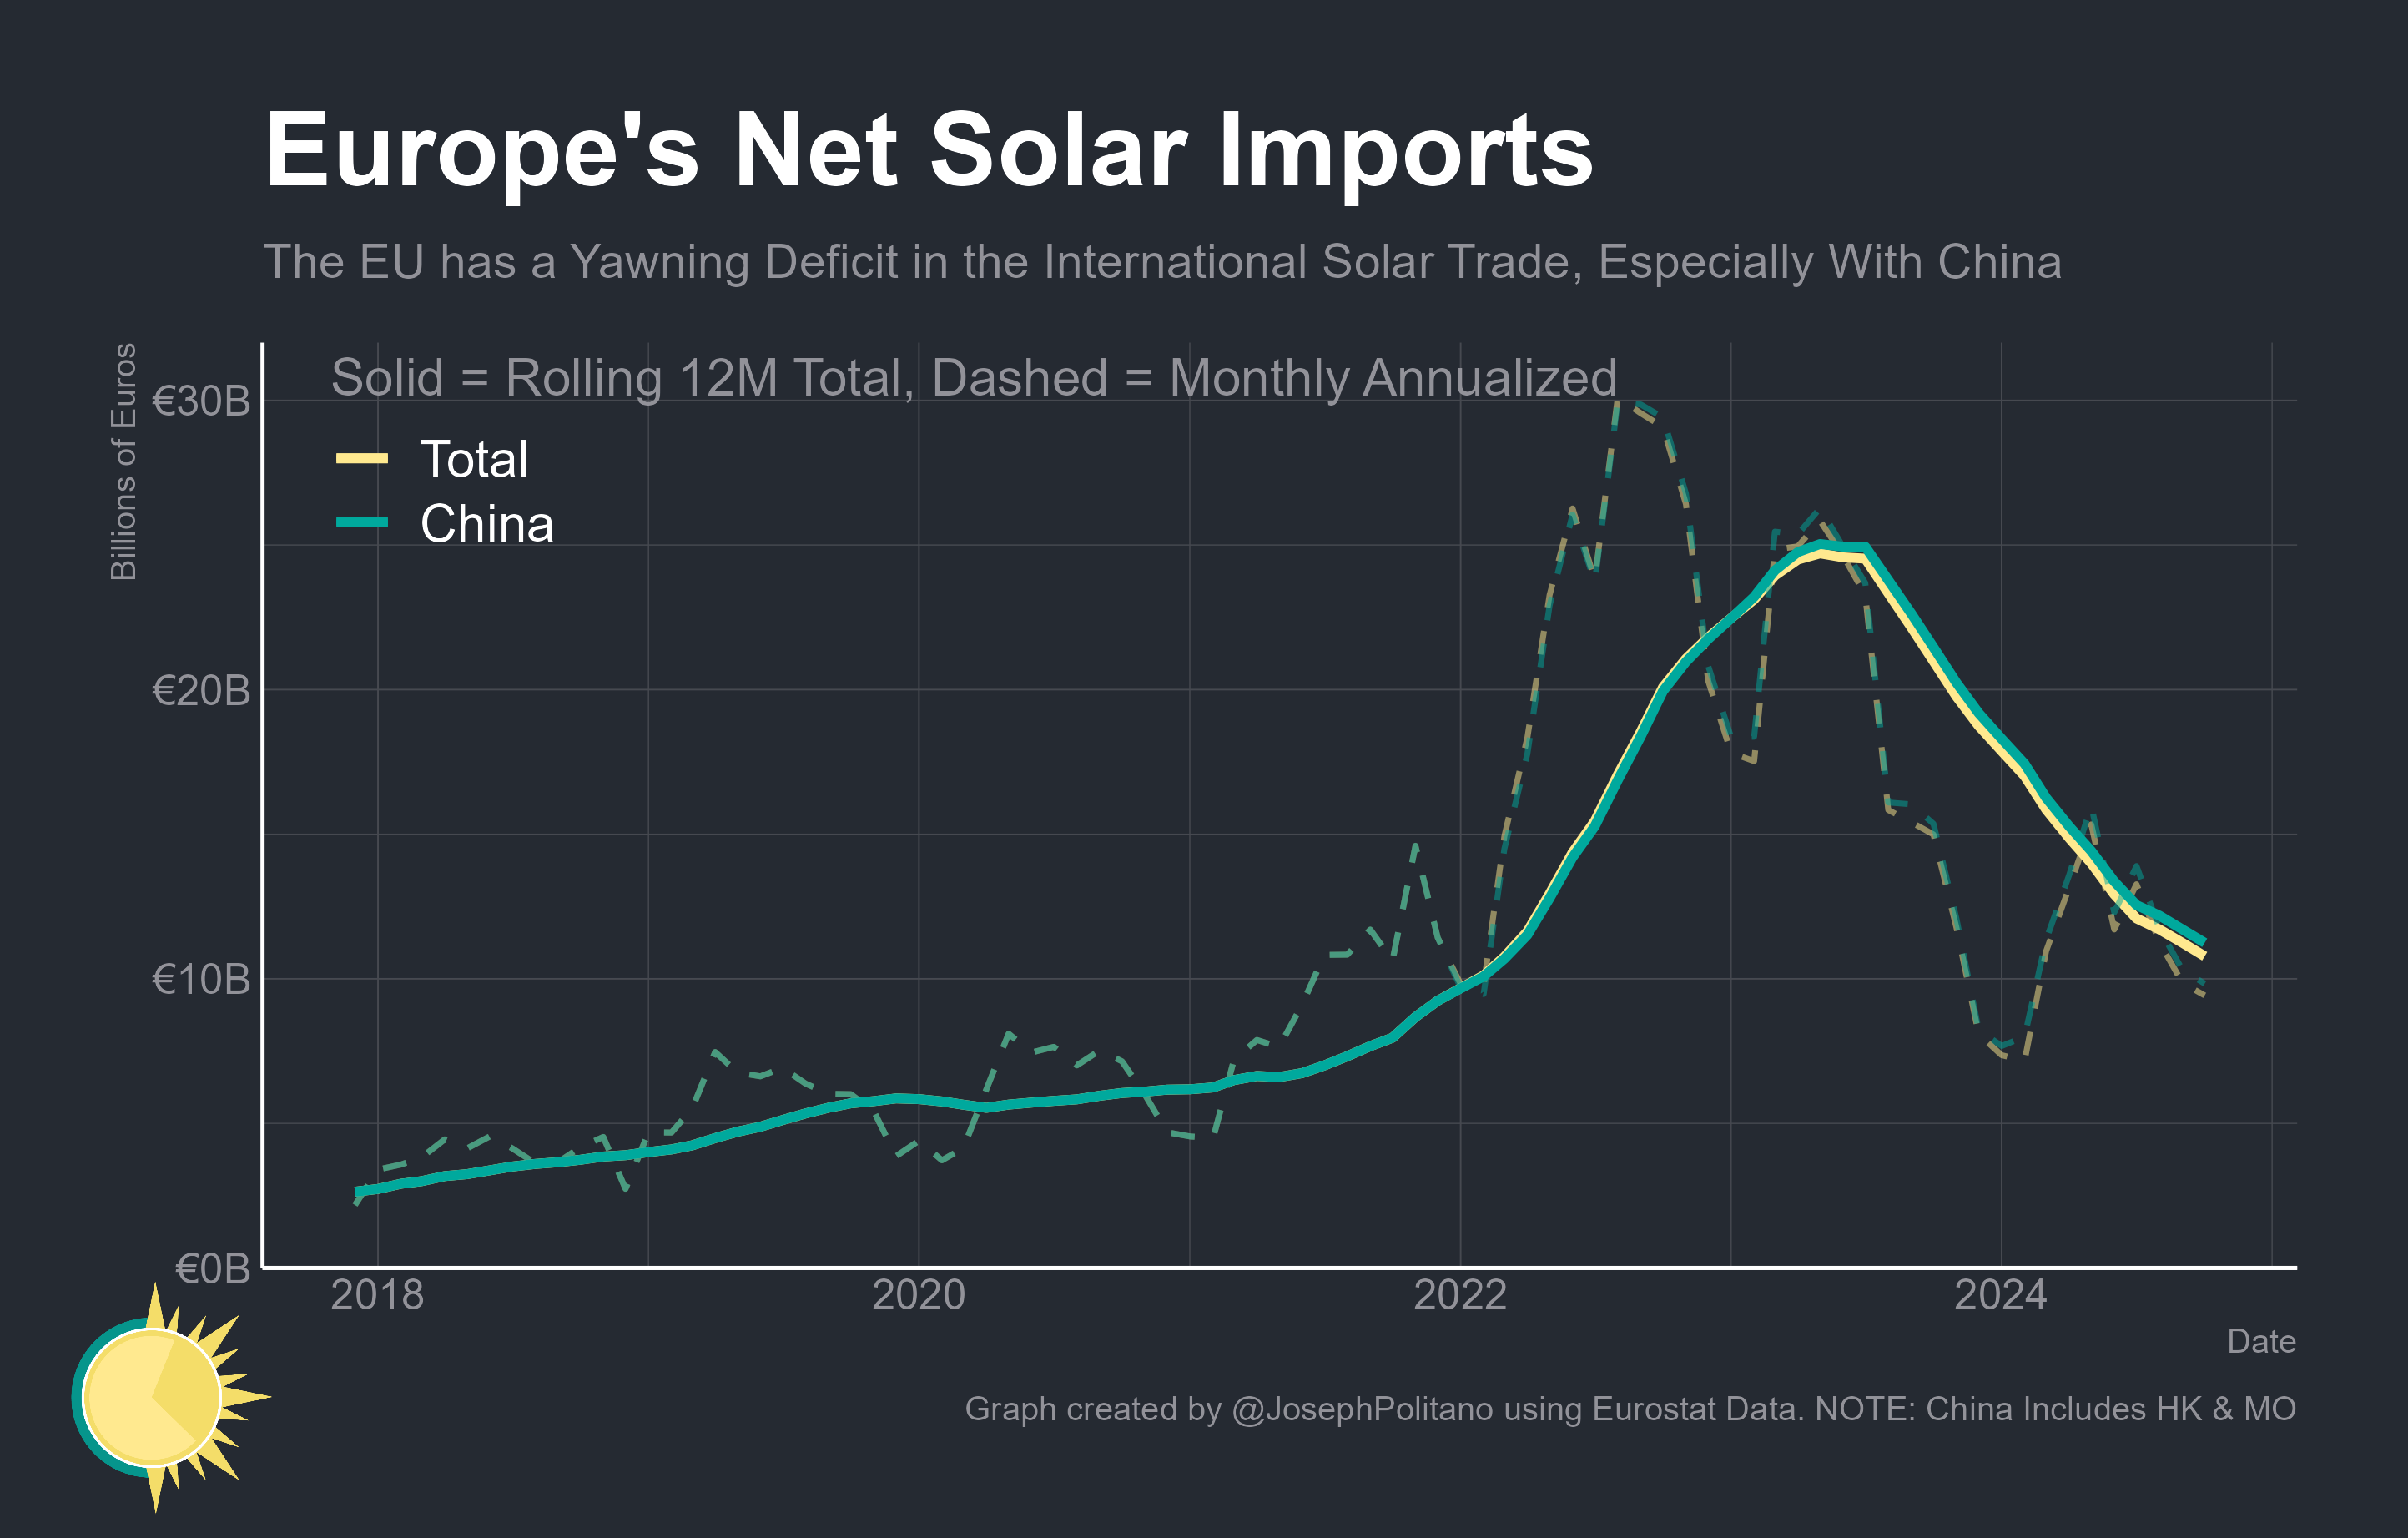 Europe's Net Solar Imports
The EU has a Yawning Deficit in the International Solar Trade, Especially With China
Billions of Euros
Solid = Rolling 12M Total, Dashed = Monthly Annualized
Total
China
€30B
€20B
€10B
€0B
2018 2020 2022 2024
Date
Graph created by @JosephPolitano using Eurostat Data. NOTE: China Includes HK & MO